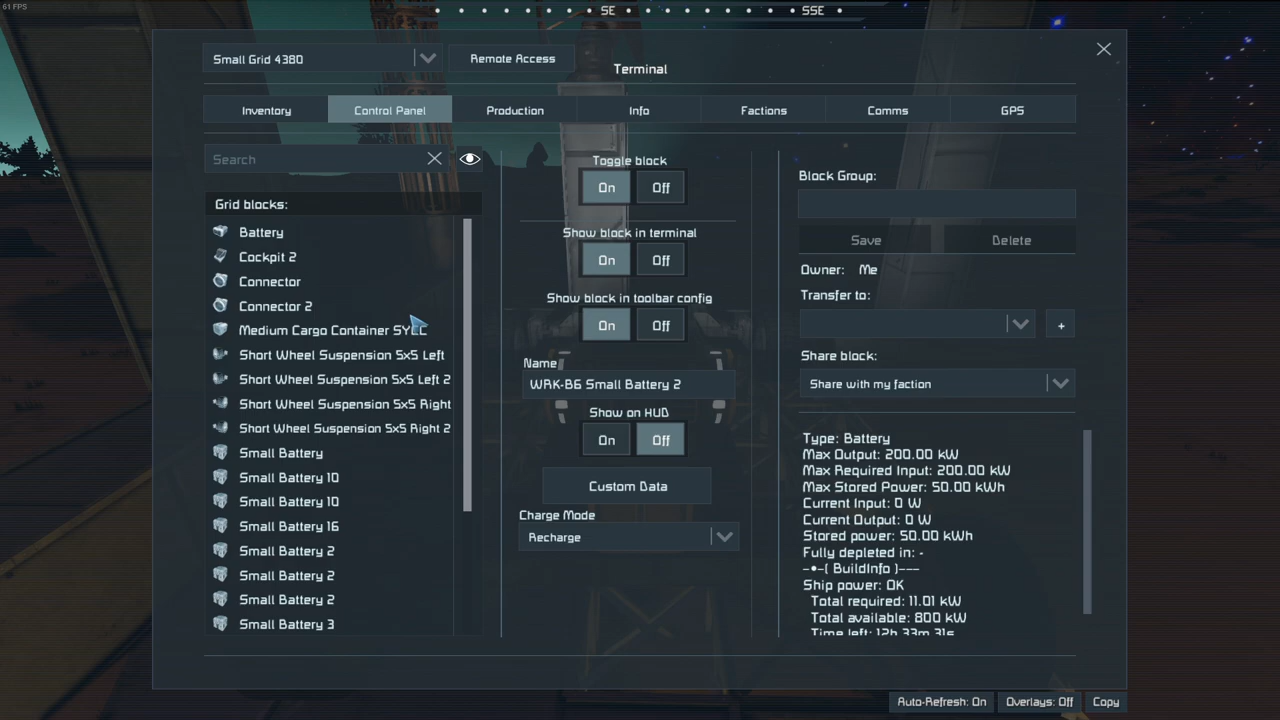 61 FPS
SE
SSE
Small Grid 4380
Remote Access
Terminal
Inventory
Control Panel
Production
Info
Factions
Comms
GPS
Search
Grid blocks:
Battery
Cockpit 2
Connector
Connector 2
Medium Cargo Container
Short Wheel Suspension 5x5 Left
Short Wheel Suspension 5x5 Left 2
Short Wheel Suspension 5x5 Right
Short Wheel Suspension 5x5 Right 2
Small Battery
Small Battery 10
Small Battery 10
Small Battery 16
Small Battery 2
Small Battery 2
Small Battery 2
Small Battery 3
Toggle block
On Off
Show block in terminal
On Off
Show block in toolbar config
On Off
Name
WRK-B6 Small Battery 2
Show on HUD
On Off
Custom Data
Charge Mode
Recharge
Block Group:
Save Delete
Owner: Me
Transfer to:
+
Share block:
Share with my faction
Type: Battery
Max Output: 200.00 kW
Max Required Input: 200.00 kW
Max Stored Power: 50.00 kWh
Current Input: 0 W
Current Output: 0 W
Stored power: 50.00 kWh
Fully depleted in: -
-•-( BuildInfo )---
Ship power: OK
Total required: 11.01 kW
Total available: 800 kW
Time left: 12h 33m 31s
Auto-Refresh: On
Overlays: Off
Copy